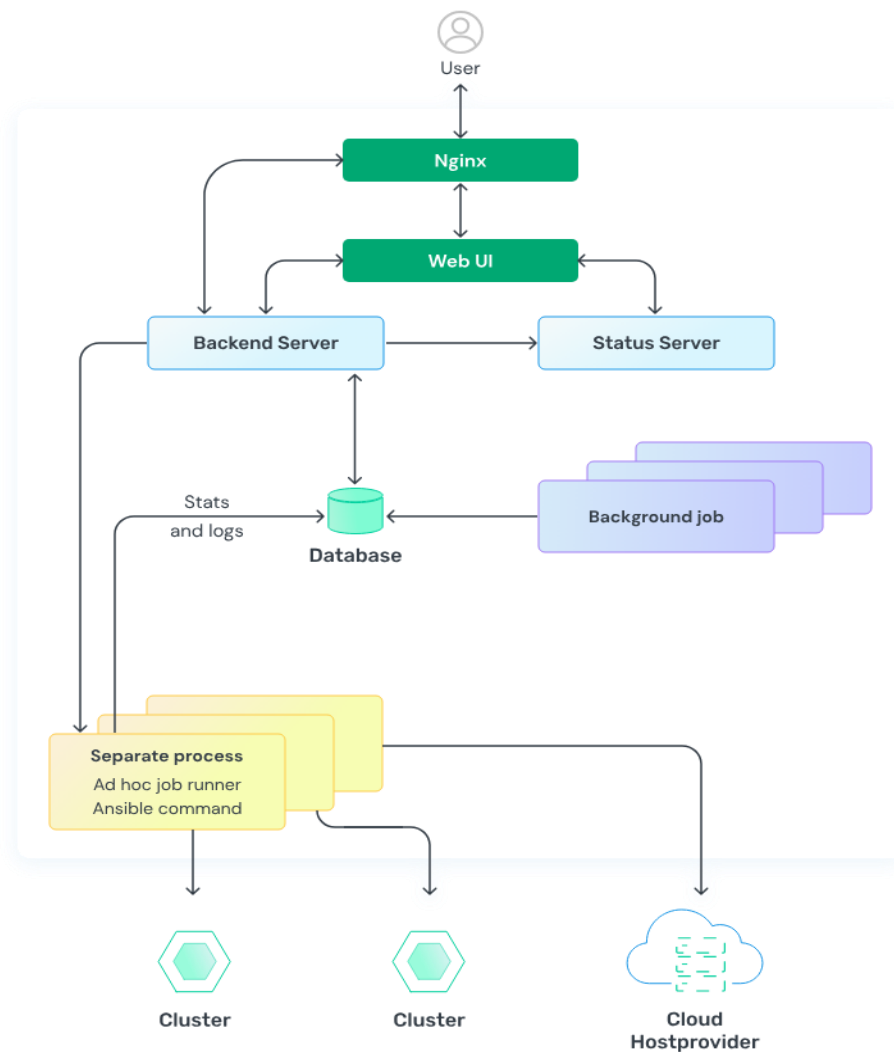 User
Nginx
Web UI
Backend Server
Status Server
Stats
and logs
Background job
Database
Separate process
Ad hoc job runner
Ansible command
Cluster
Cluster
Cloud
Hostprovider